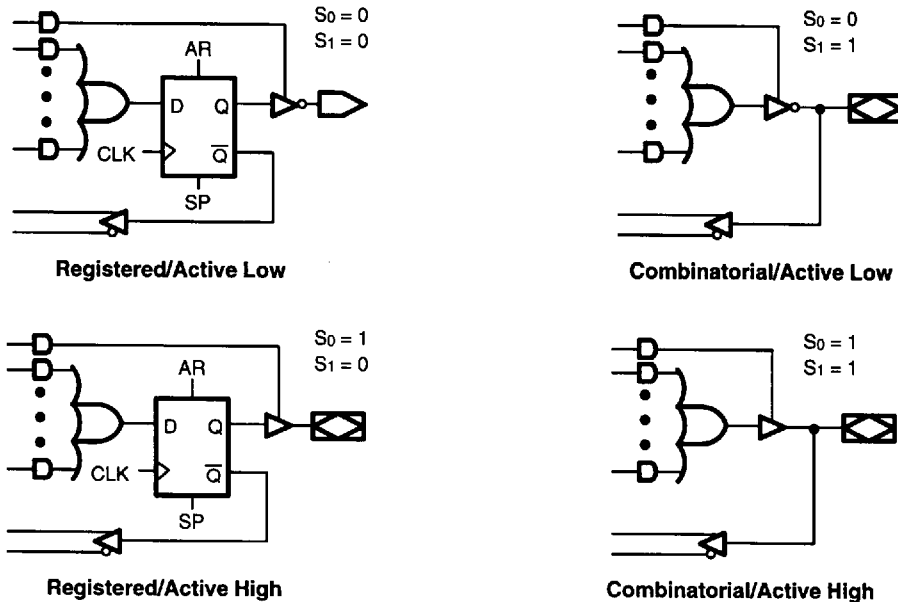 S0 = 0
S1 = 0
AR
D Q
CLK
Q̅
SP
Registered/Active Low
S0 = 0
S1 = 1
Combinatorial/Active Low
S0 = 1
S1 = 0
AR
D Q
CLK
Q̅
SP
Registered/Active High
S0 = 1
S1 = 1
Combinatorial/Active High